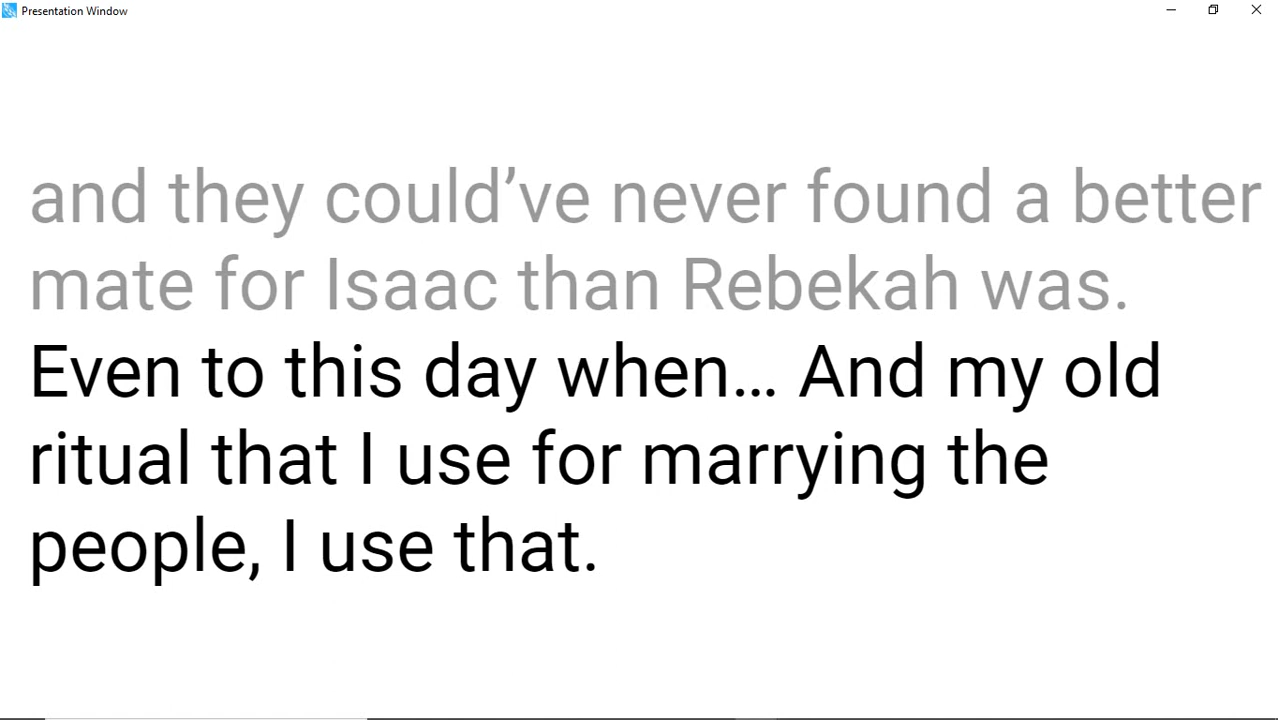 Presentation Window
and they could’ve never found a better
mate for Isaac than Rebekah was.
Even to this day when… And my old
ritual that I use for marrying the
people, I use that.